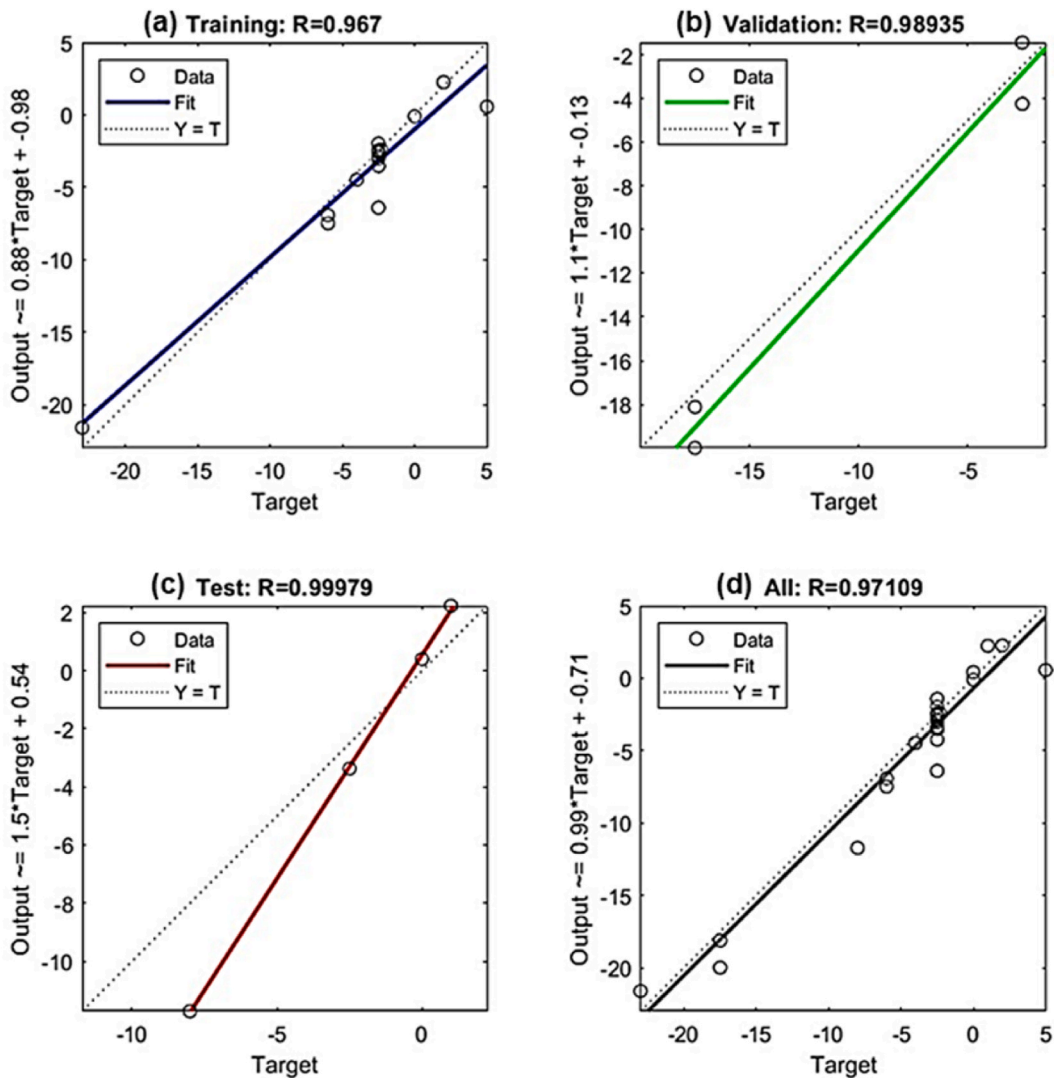 (a) Training: R=0.967
Output ~= 0.88*Target + -0.98
5
0
-5
-10
-15
-20
Data
Fit
Y = T
-20 -15 -10 -5 0 5
Target
(b) Validation: R=0.98935
Output ~= 1.1*Target + -0.13
-2
-4
-6
-8
-10
-12
-14
-16
-18
Data
Fit
Y = T
-15 -10 -5
Target
(c) Test: R=0.99979
Output ~= 1.5*Target + 0.54
2
0
-2
-4
-6
-8
-10
Data
Fit
Y = T
-10 -5 0
Target
(d) All: R=0.97109
Output ~= 0.99*Target + -0.71
5
0
-5
-10
-15
-20
Data
Fit
Y = T
-20 -15 -10 -5 0 5
Target